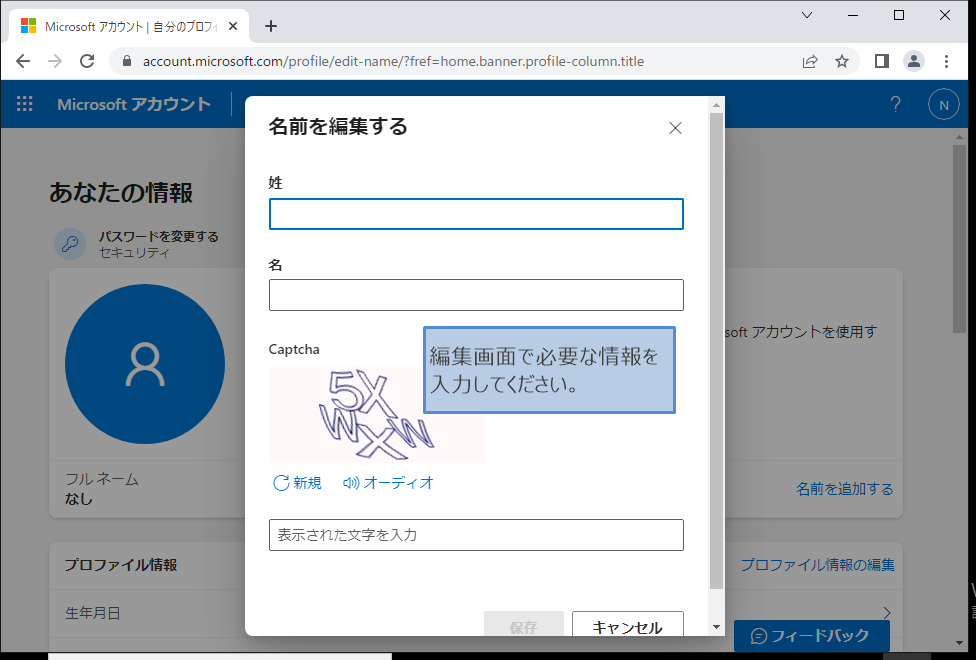 Microsoft アカウント | 自分のプロフィ
account.microsoft.com/profile/edit-name/?fref=home.banner.profile-column.title
Microsoft アカウント
?
N
名前を編集する
あなたの情報
姓
パスワードを変更する
セキュリティ
名
soft アカウントを使用す
Captcha
編集画面で必要な情報を
入力してください。
5X
WXW
フル ネーム
なし
新規
オーディオ
名前を追加する
表示された文字を入力
プロファイル情報
プロファイル情報の編集
生年月日
保存
キャンセル
フィードバック